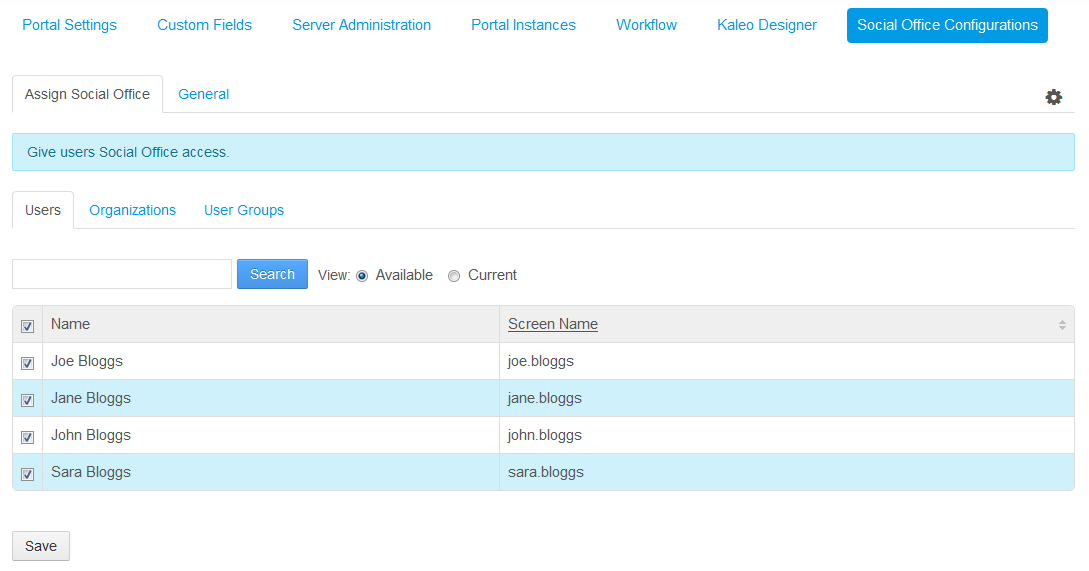 Portal Settings Custom Fields Server Administration Portal Instances Workflow Kaleo Designer Social Office Configurations
Assign Social Office General
Give users Social Office access.
Users Organizations User Groups
Search View: Available Current
Name Screen Name
Joe Bloggs joe.bloggs
Jane Bloggs jane.bloggs
John Bloggs john.bloggs
Sara Bloggs sara.bloggs
Save